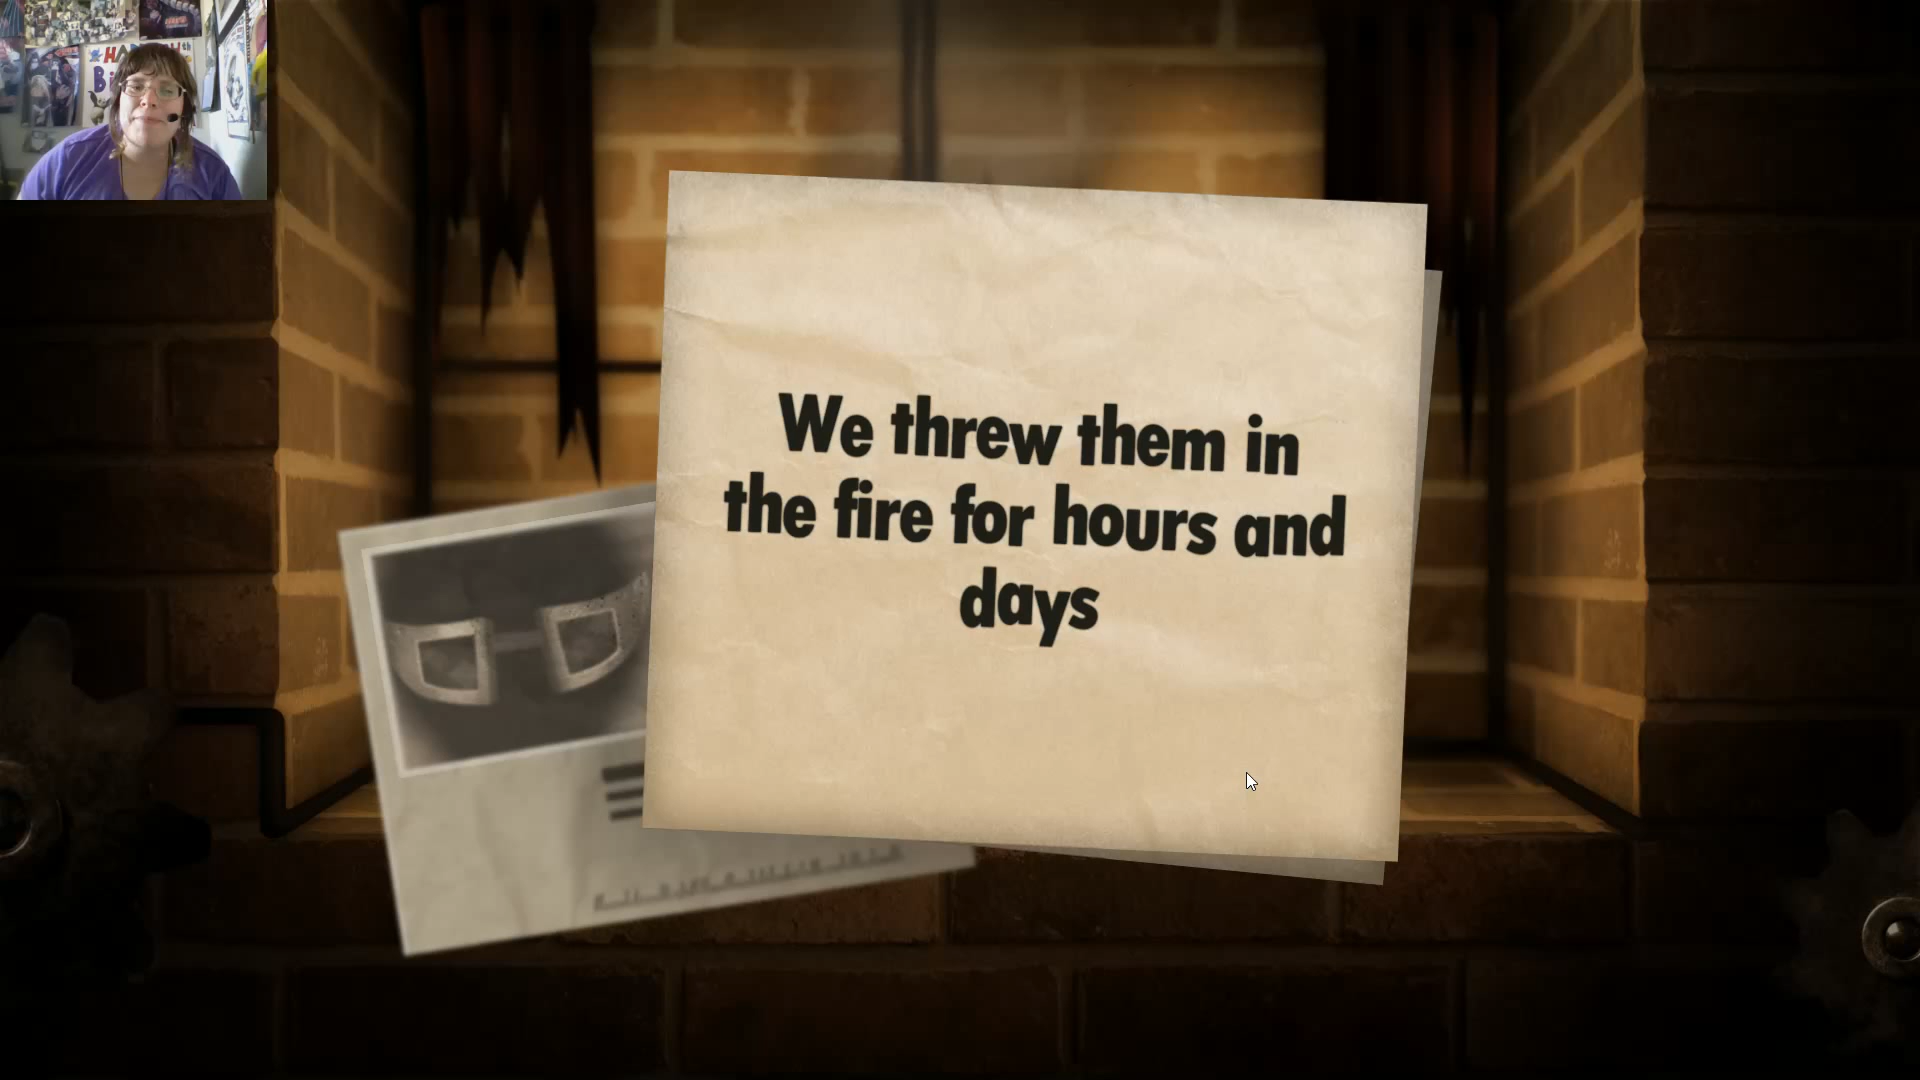 We threw them in
the fire for hours and
days